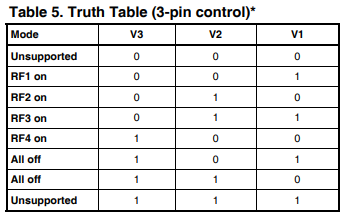 Table 5. Truth Table (3-pin control)*
Mode V3 V2 V1
Unsupported 0 0 0
RF1 on 0 0 1
RF2 on 0 1 0
RF3 on 0 1 1
RF4 on 1 0 0
All off 1 0 1
All off 1 1 0
Unsupported 1 1 1